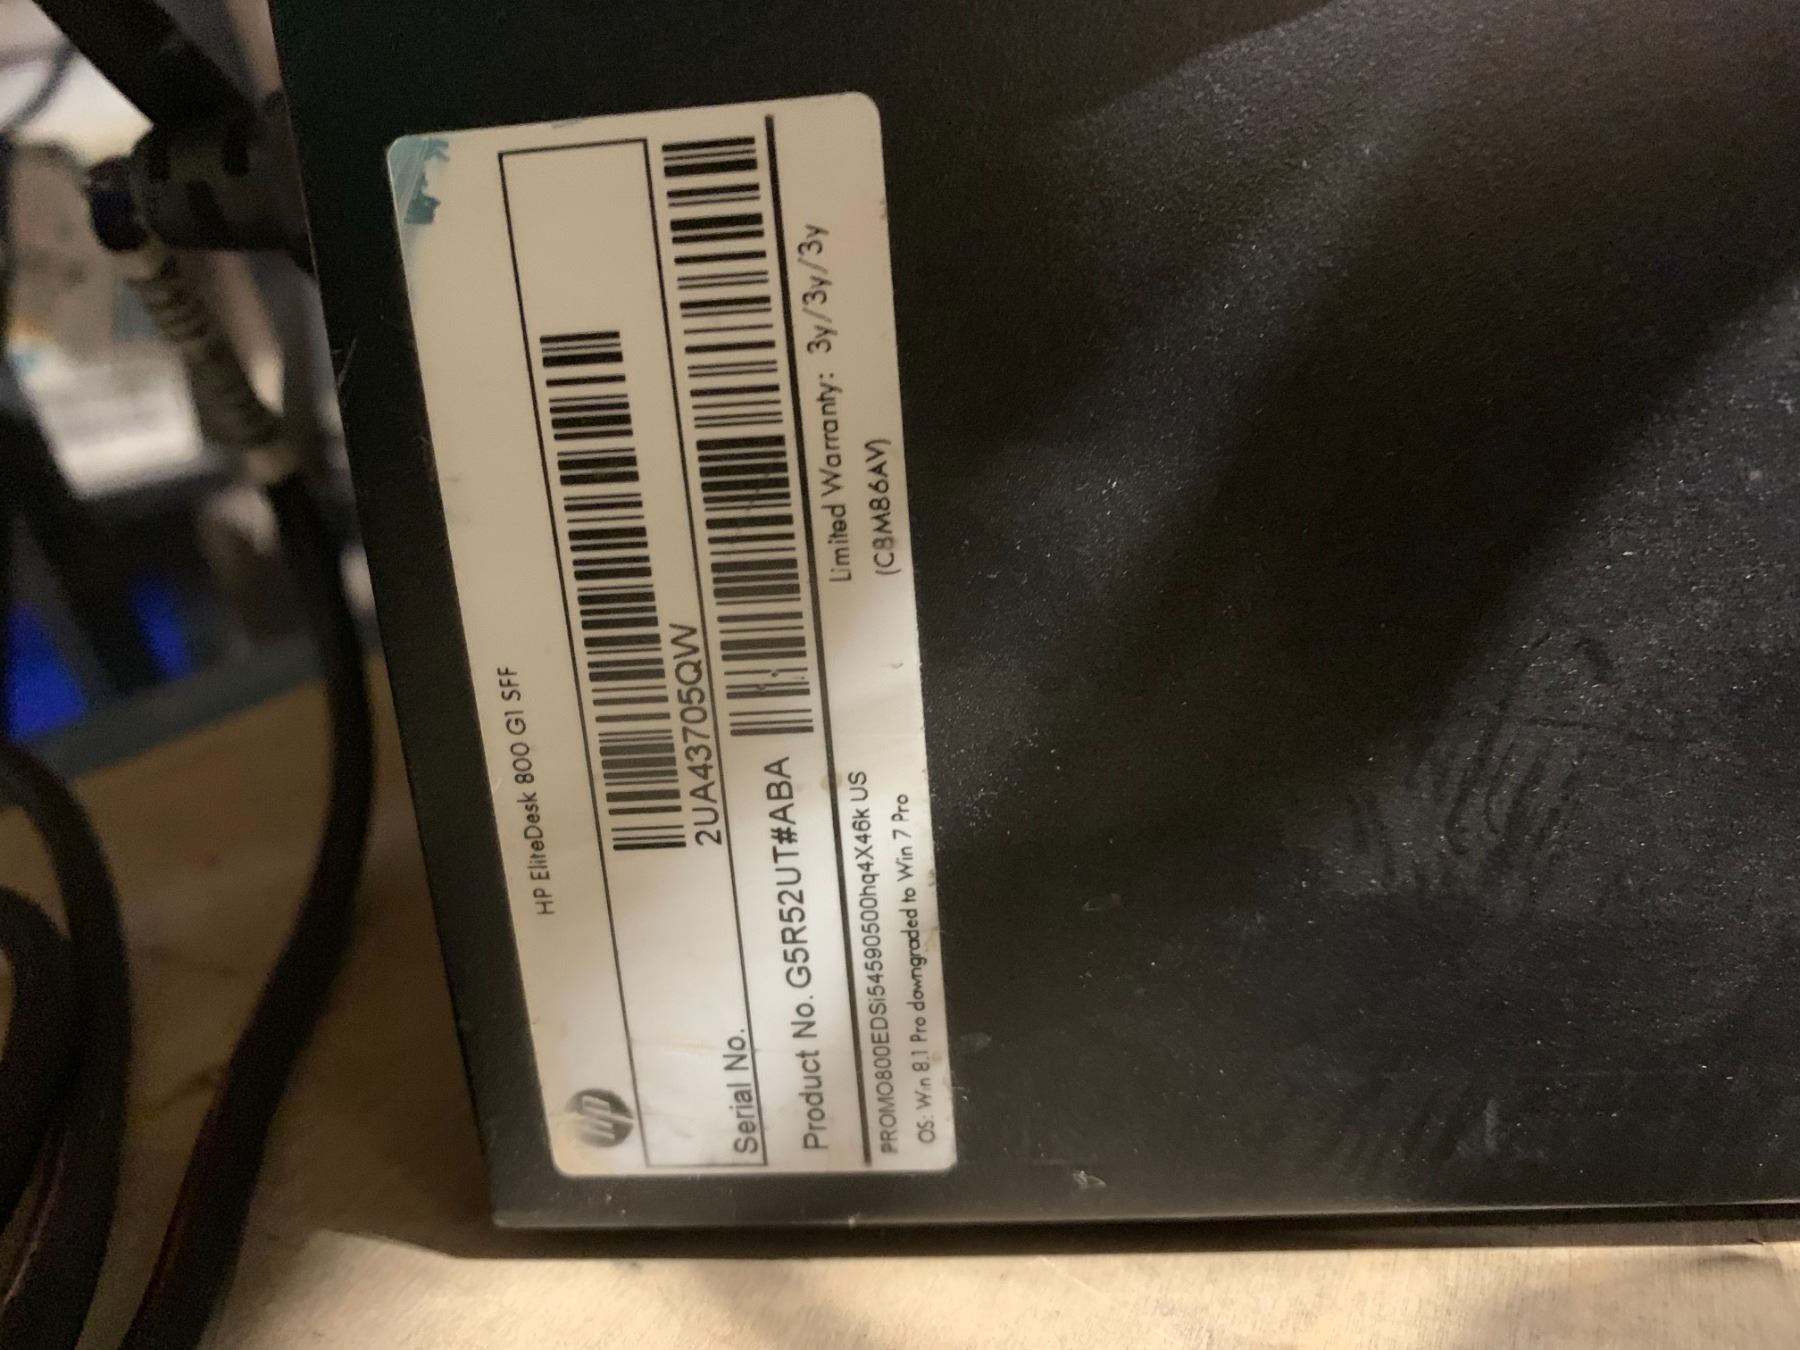 HP EliteDesk 800 G1 SFF
hp
2UA43705QW
Serial No.
Product No. G5R52UT#ABA
Limited Warranty: 3y/3y/3y
PROMO800EDSi54590500hq4X46k US
(C8M86AV)
OS: Win 8.1 Pro downgraded to Win 7 Pro